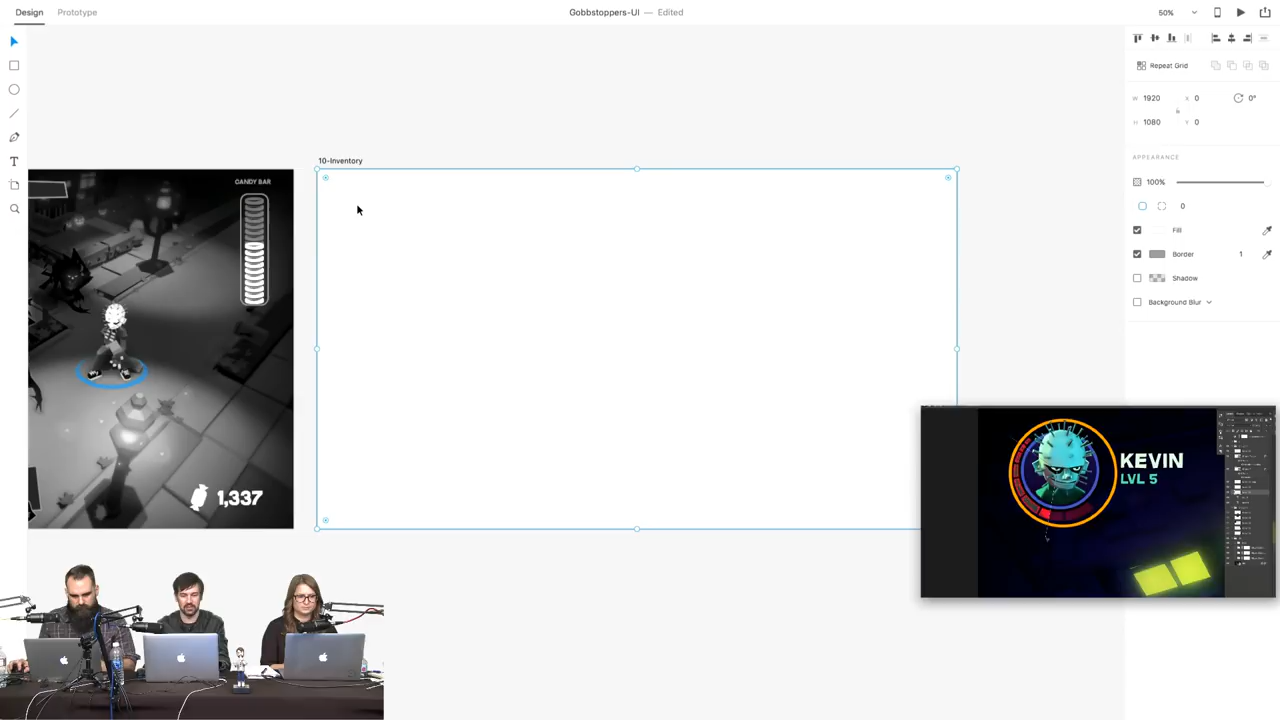 Design Prototype
Gobbstoppers-UI — Edited
50%
Repeat Grid
W 1920 X 0 0°
H 1080 Y 0
APPEARANCE
100%
0
Fill
Border 1
Shadow
Background Blur
10-Inventory
CANDY BAR
1,337
KEVIN
LVL 5